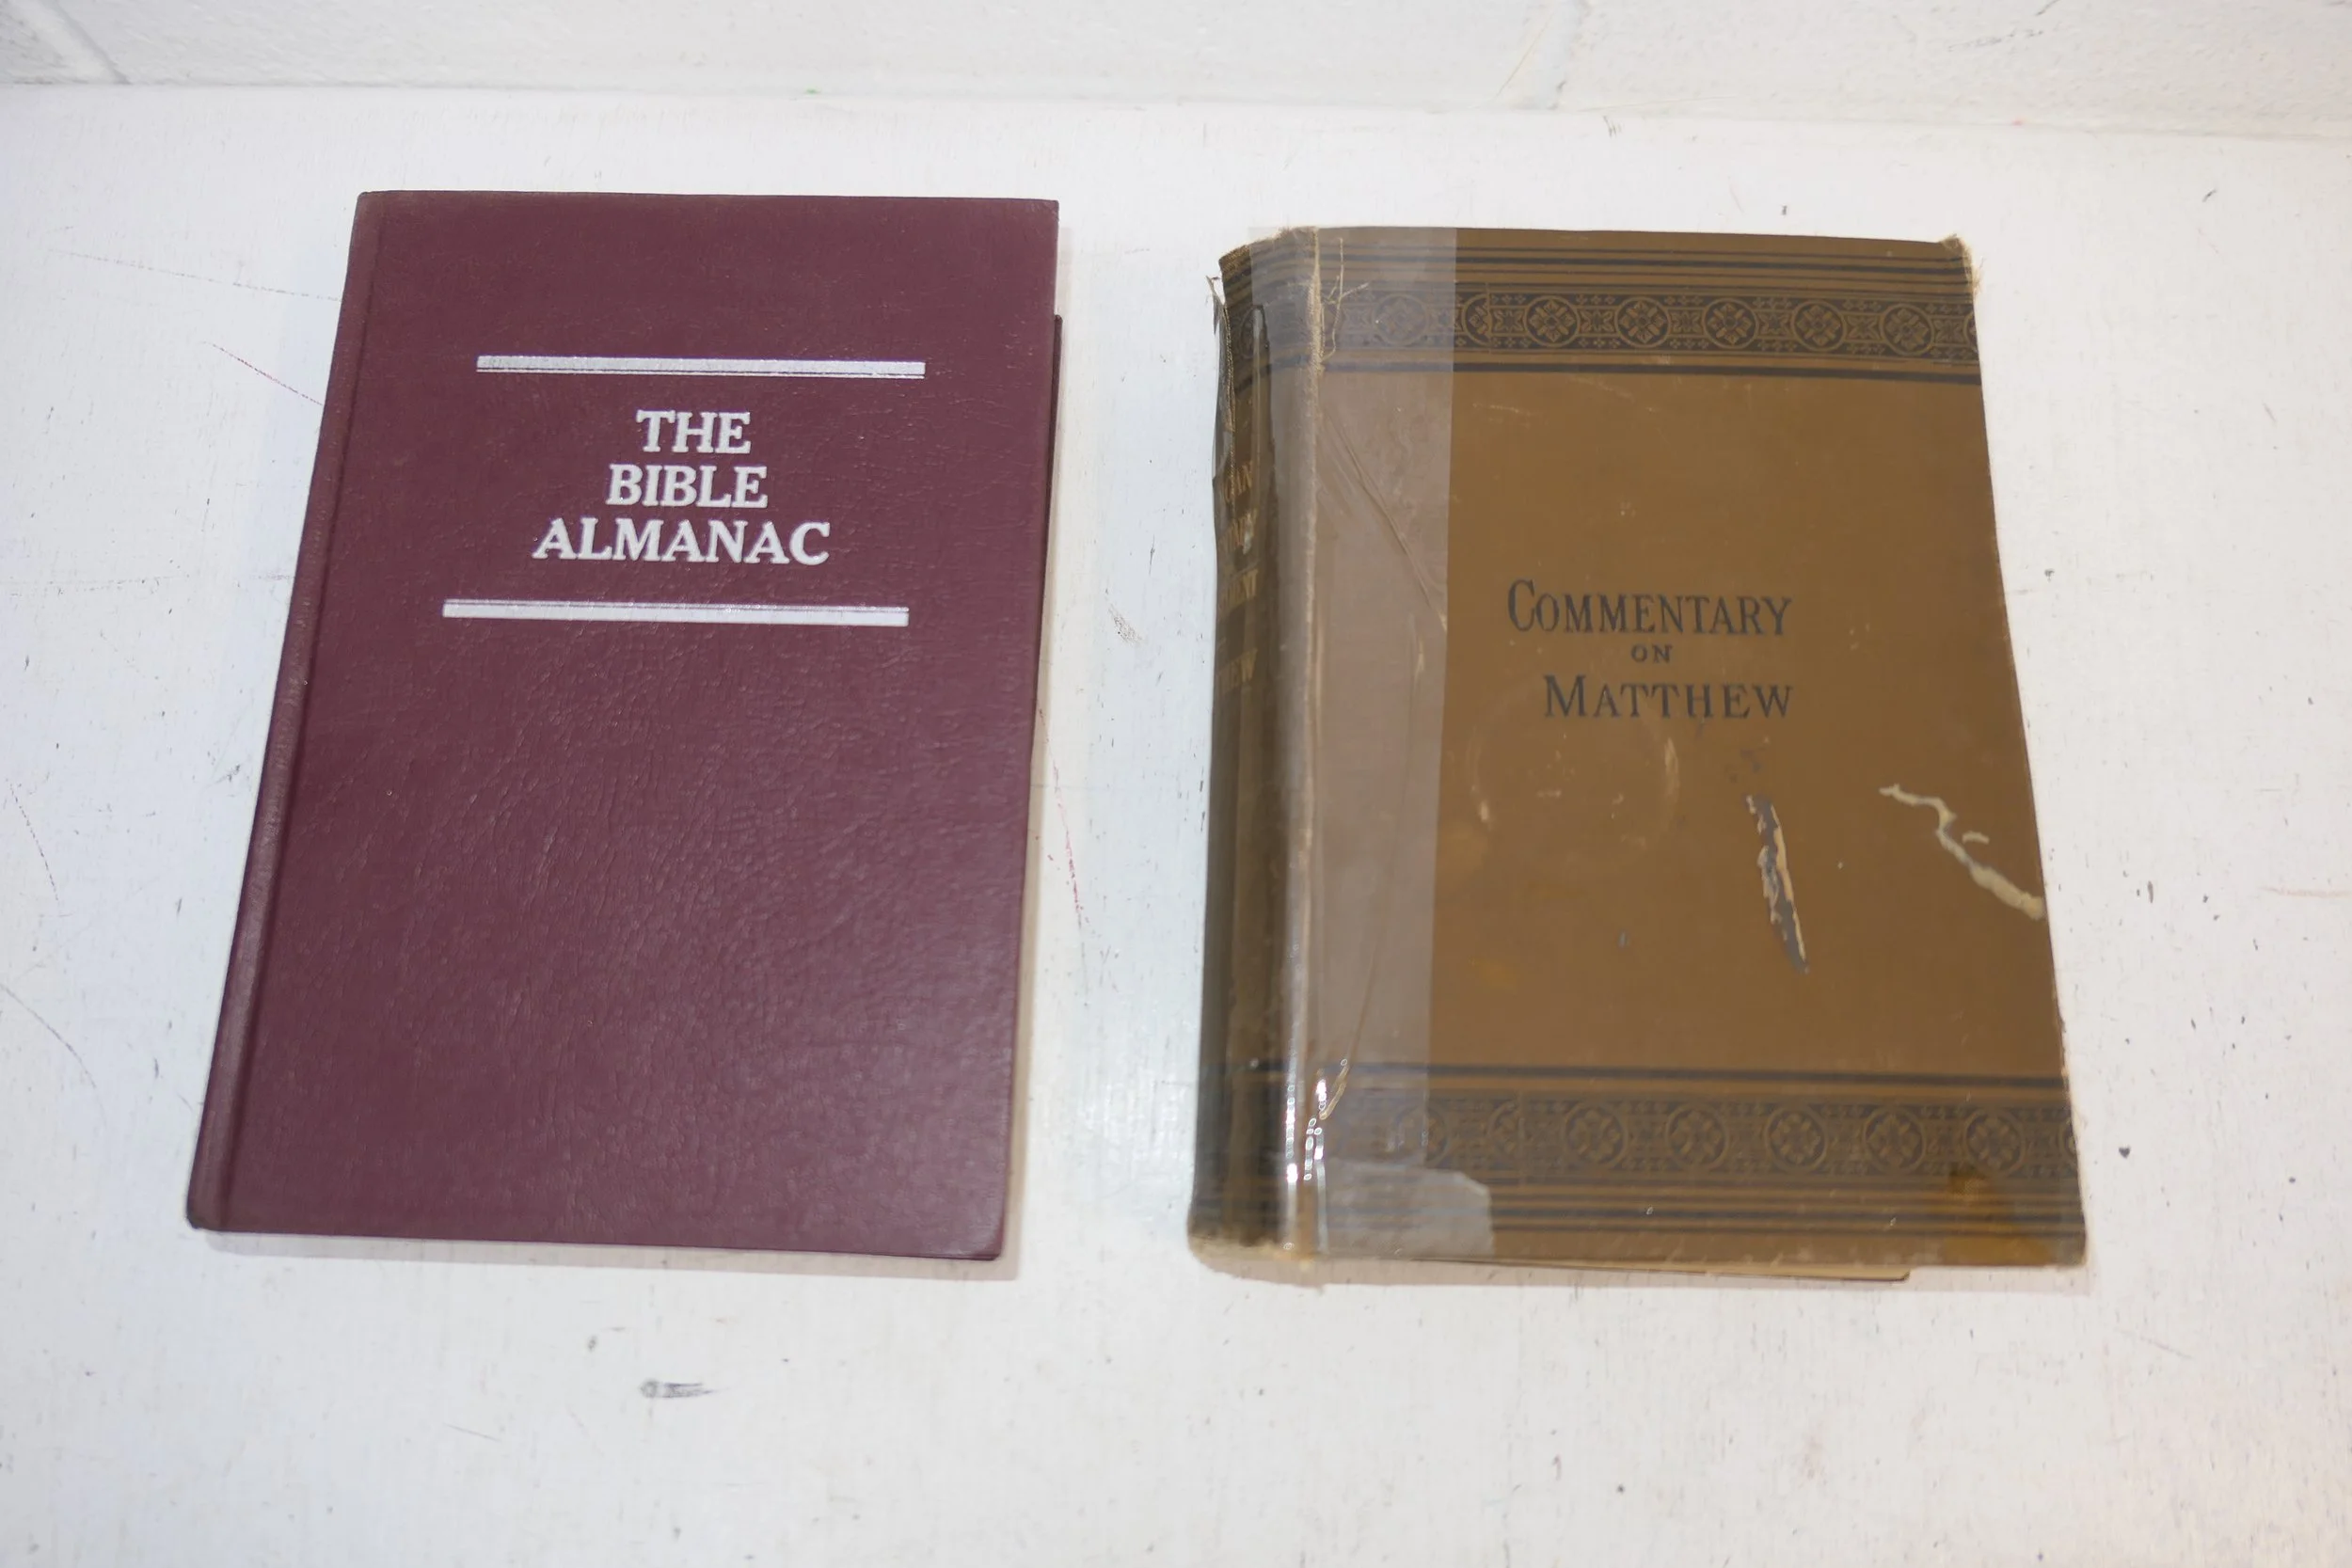 THE
BIBLE
ALMANAC
COMMENTARY
ON
MATTHEW